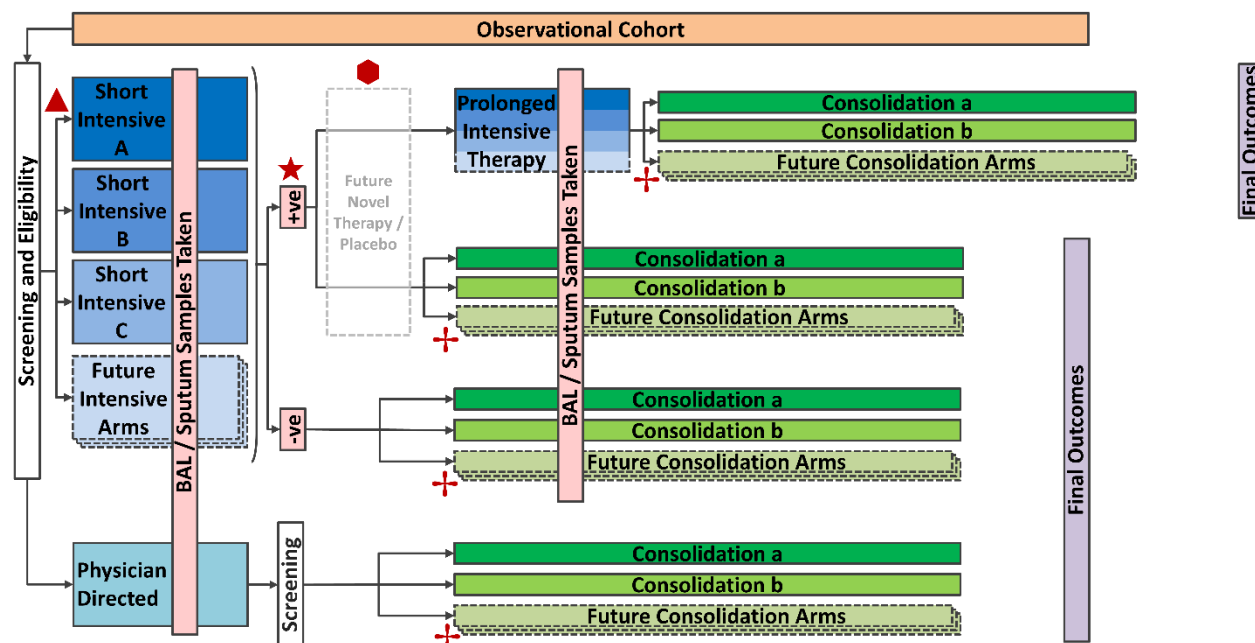 Observational Cohort
Screening and Eligibility
Short
Intensive
A
Short
Intensive
B
Short
Intensive
C
Future
Intensive
Arms
BAL / Sputum Samples Taken
+ve
-ve
Future
Novel
Therapy /
Placebo
Prolonged
Intensive
Therapy
BAL / Sputum Samples Taken
Consolidation a
Consolidation b
Future Consolidation Arms
Consolidation a
Consolidation b
Future Consolidation Arms
Consolidation a
Consolidation b
Future Consolidation Arms
Physician
Directed
Screening
Consolidation a
Consolidation b
Future Consolidation Arms
Final Outcomes
Final Outcomes